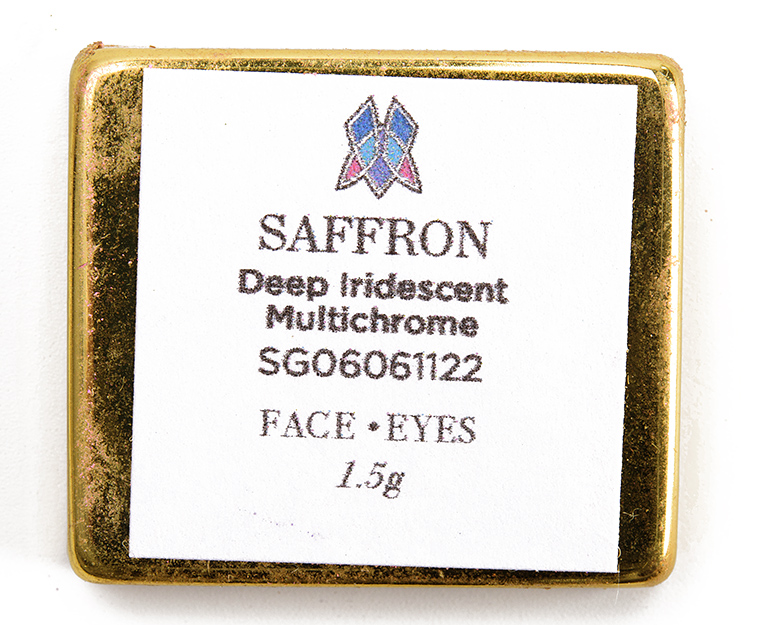 SAFFRON
Deep Iridescent
Multichrome
SG06061122
FACE • EYES
1.5g